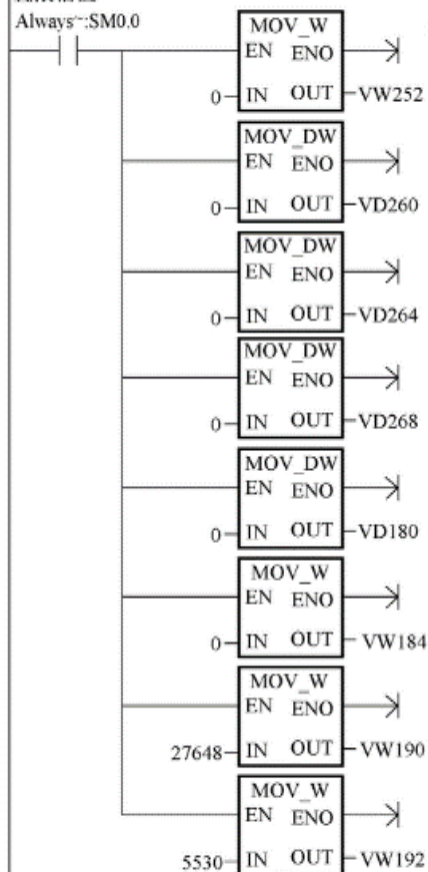 Always~:SM0.0
MOV_W
EN ENO
0 IN OUT VW252
MOV_DW
EN ENO
0 IN OUT VD260
MOV_DW
EN ENO
0 IN OUT VD264
MOV_DW
EN ENO
0 IN OUT VD268
MOV_DW
EN ENO
0 IN OUT VD180
MOV_W
EN ENO
0 IN OUT VW184
MOV_W
EN ENO
27648 IN OUT VW190
MOV_W
EN ENO
5530 IN OUT VW192